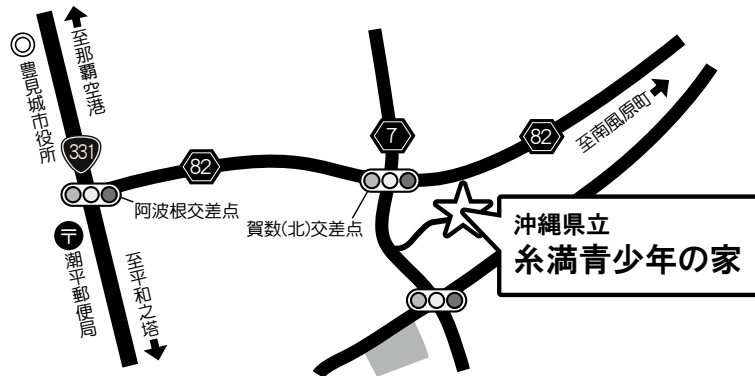 至那覇空港
豊見城市役所
331
82
7
82
至南風原町
阿波根交差点
賀数(北)交差点
沖縄県立
糸満青少年の家
〒
潮平郵便局
至平和之塔